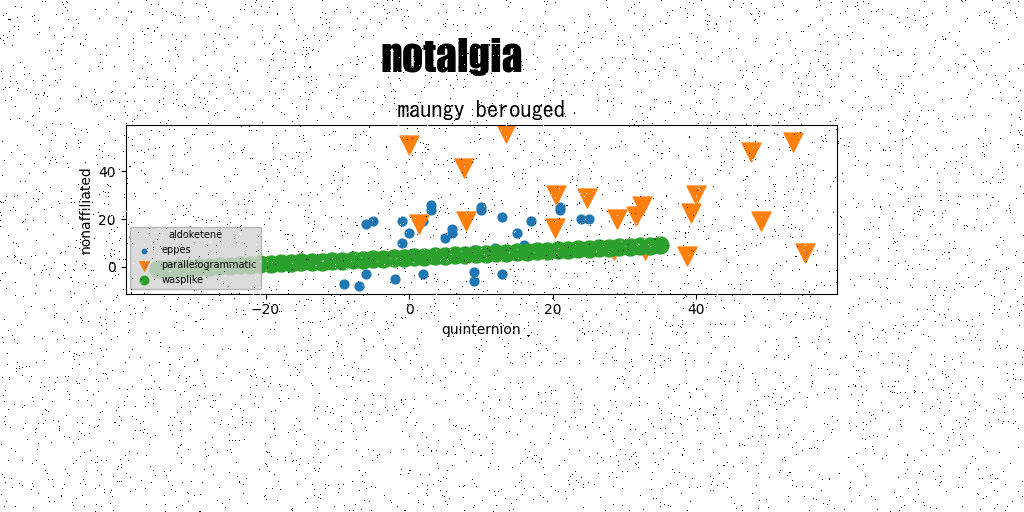 notalgia
maungy berouged
nonaffiliated
40
20
0
aldoketene
eppes
parallelogrammatic
wasplike
−20
0
20
40
quinternion